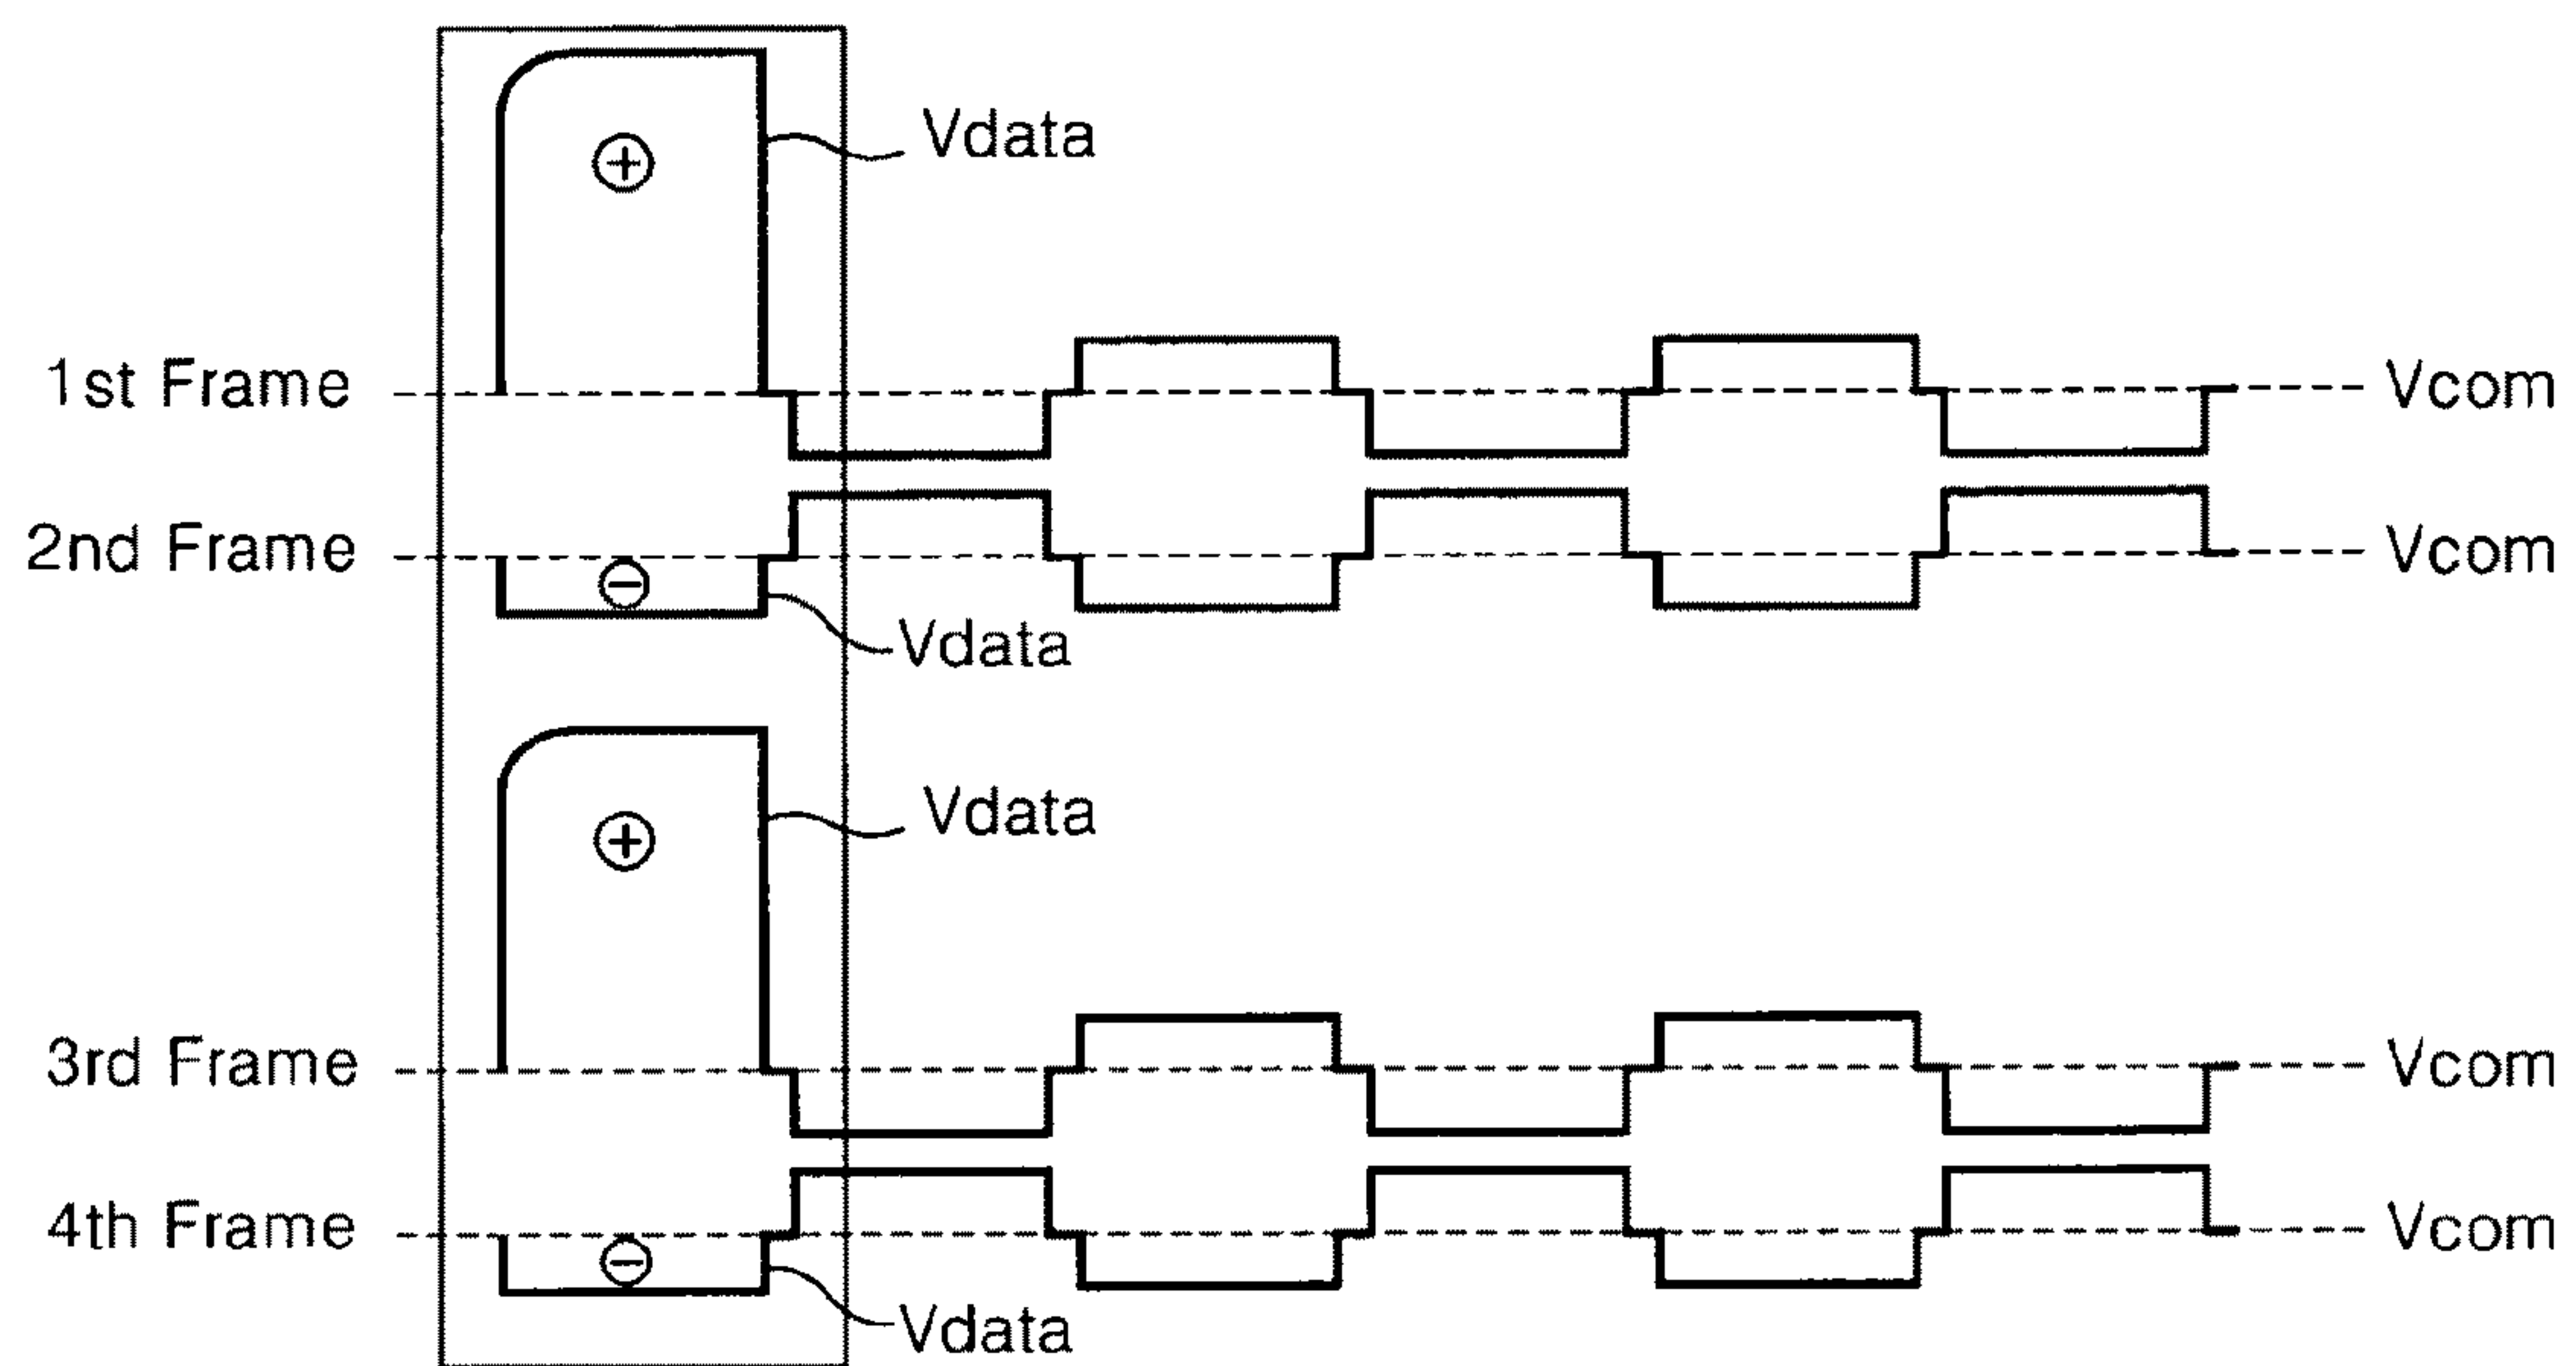 Vdata
⊕
1st Frame
Vcom
2nd Frame
⊖
Vcom
Vdata
Vdata
⊕
3rd Frame
Vcom
4th Frame
⊖
Vcom
Vdata